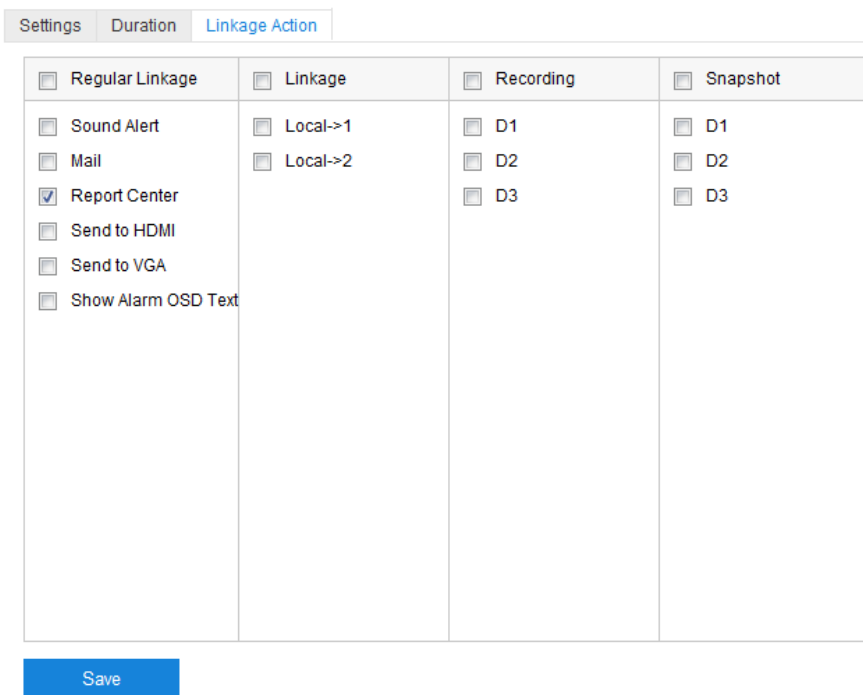 Settings Duration Linkage Action
Regular Linkage Linkage Recording Snapshot
Sound Alert Local->1 D1 D1
Mail Local->2 D2 D2
Report Center D3 D3
Send to HDMI
Send to VGA
Show Alarm OSD Text
Save